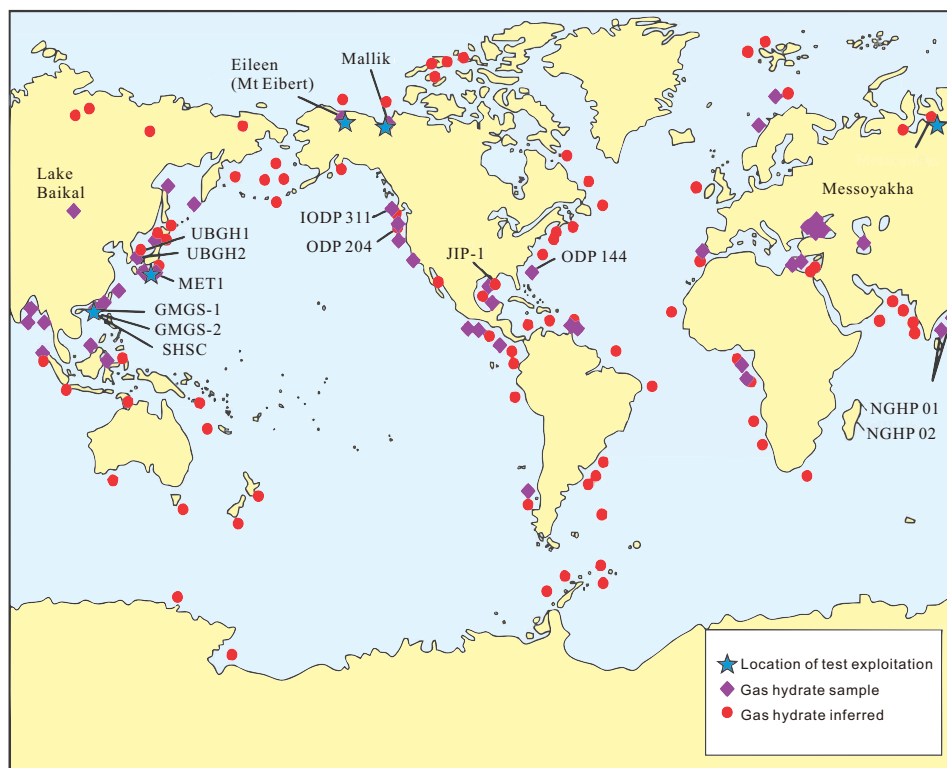 Eileen
(Mt Eibert)
Mallik
Lake
Baikal
Messoyakha
IODP 311
ODP 204
UBGH1
UBGH2
JIP-1
ODP 144
MET1
GMGS-1
GMGS-2
SHSC
NGHP 01
NGHP 02
Location of test exploitation
Gas hydrate sample
Gas hydrate inferred